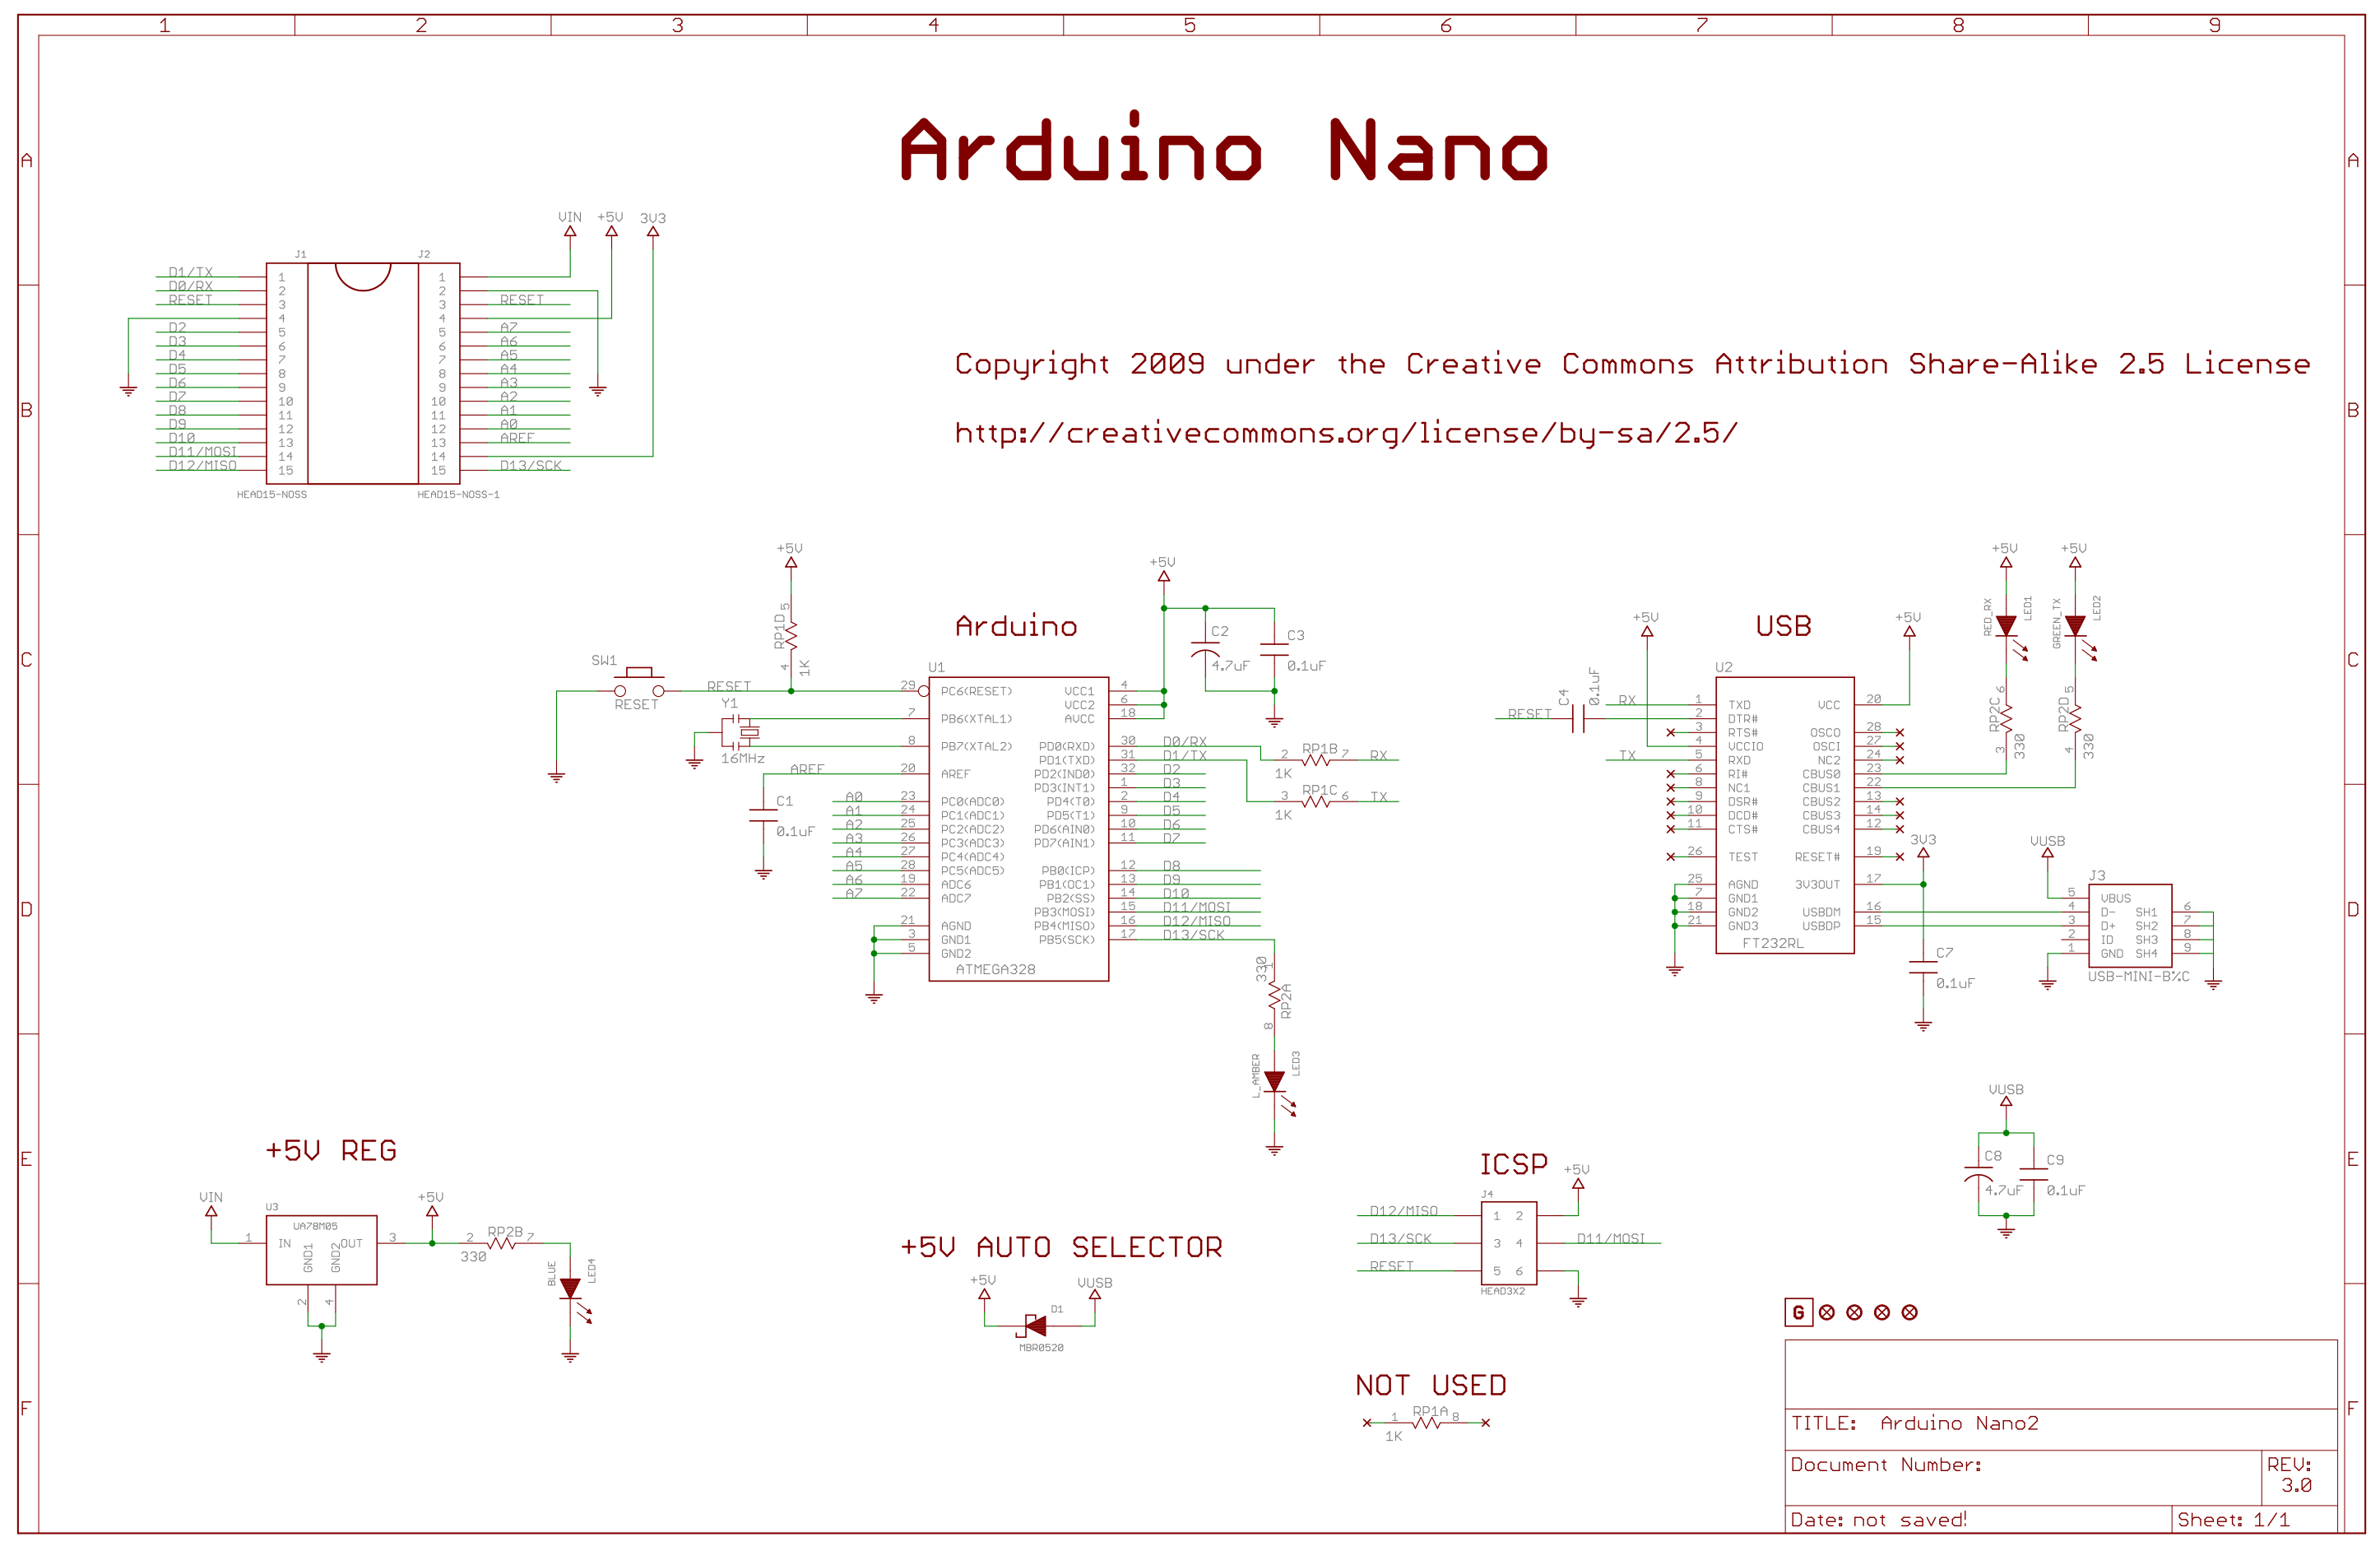 1 2 3 4 5 6 7 8 9
A A
Arduino Nano
VIN +5V 3V3
J1 J2
D1/TX 1 1
D0/RX 2 2
RESET 3 3 RESET
4 4
D2 5 5 A7
D3 6 6 A6
D4 7 7 A5
D5 8 8 A4
D6 9 9 A3
D7 10 10 A2
D8 11 11 A1
D9 12 12 A0
D10 13 13 AREF
D11/MOSI 14 14
D12/MISO 15 15 D13/SCK
HEAD15-NOSS HEAD15-NOSS-1
B B
Copyright 2009 under the Creative Commons Attribution Share-Alike 2.5 License
http://creativecommons.org/license/by-sa/2.5/
C C
+5V
RP1D 5
4 1K
SW1
RESET
RESET
Y1
16MHz
AREF
C1
0.1uF
Arduino
+5V
C2
4.7uF
C3
0.1uF
U1
29 PC6(RESET) VCC1 4
VCC2 6
7 PB6(XTAL1) AVCC 18
8 PB7(XTAL2) PD0(RXD) 30 D0/RX
PD1(TXD) 31 D1/TX
20 AREF PD2(IND0) 32 D2
PD3(INT1) 1 D3
A0 23 PC0(ADC0) PD4(T0) 2 D4
A1 24 PC1(ADC1) PD5(T1) 9 D5
A2 25 PC2(ADC2) PD6(AIN0) 10 D6
A3 26 PC3(ADC3) PD7(AIN1) 11 D7
A4 27 PC4(ADC4)
A5 28 PC5(ADC5) PB0(ICP) 12 D8
A6 19 ADC6 PB1(OC1) 13 D9
A7 22 ADC7 PB2(SS) 14 D10
PB3(MOSI) 15 D11/MOSI
21 AGND PB4(MISO) 16 D12/MISO
3 GND1 PB5(SCK) 17 D13/SCK
5 GND2
ATMEGA328
2 RP1B 7 RX
1K
3 RP1C 6 TX
1K
330 1
RP2A
8
L_AMBER LED3
USB
+5V
+5V
RESET C4 0.1uF
RX
TX
U2
1 TXD VCC 20
2 DTR#
3 RTS# OSCO 28
4 VCCIO OSCI 27
5 RXD NC2 24
6 RI# CBUS0 23
8 NC1 CBUS1 22
9 DSR# CBUS2 13
10 DCD# CBUS3 14
11 CTS# CBUS4 12
26 TEST RESET# 19
25 AGND 3V3OUT 17
7 GND1
18 GND2 USBDM 16
21 GND3 USBDP 15
FT232RL
+5V +5V
RED_RX LED1 GREEN_TX LED2
RP2C 6 RP2D 5
3 330 4 330
3V3
C7
0.1uF
VUSB
J3
5 VBUS
4 D- SH1 6
3 D+ SH2 7
2 ID SH3 8
1 GND SH4 9
USB-MINI-B%C
D D
E E
VUSB
C8
4.7uF
C9
0.1uF
+5V REG
VIN +5V
U3
UA78M05
1 IN OUT 3
GND1 GND2
2 4
2 RP2B 7
330
BLUE LED4
+5V AUTO SELECTOR
+5V VUSB
D1
MBR0520
ICSP
+5V
J4
D12/MISO 1 2
D13/SCK 3 4 D11/MOSI
RESET 5 6
HEAD3X2
F F
NOT USED
1 RP1A 8
1K
G
TITLE: Arduino Nano2
Document Number:
REV:
3.0
Date: not saved!
Sheet: 1/1